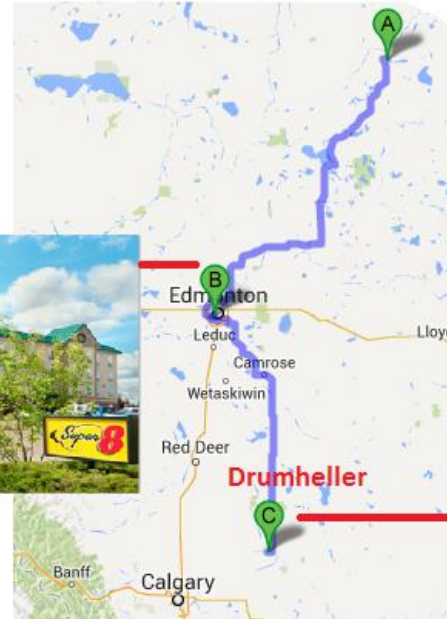 A
B
Edmonton
Leduc
Camrose
Wetaskiwin
Super 8
Red Deer
Drumheller
C
Banff
Calgary